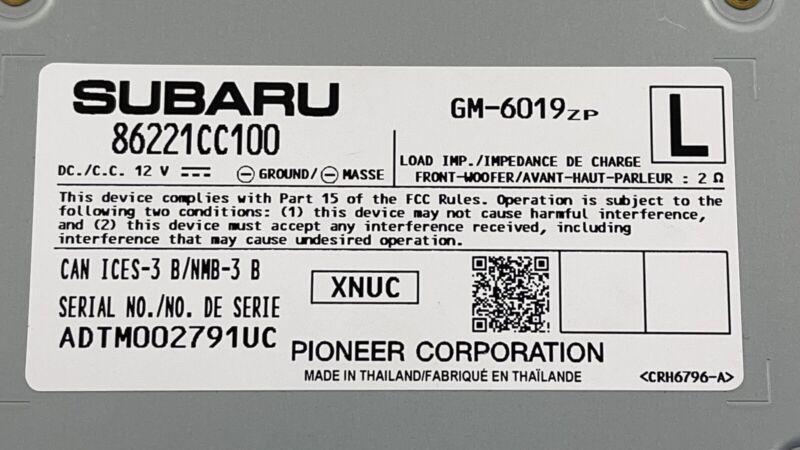 SUBARU
86221CC100
GM-6019ZP
L
DC./C.C. 12 V ⎓ ⊖ GROUND/ ⊖ MASSE
LOAD IMP./IMPEDANCE DE CHARGE
FRONT-WOOFER/AVANT-HAUT-PARLEUR : 2 Ω
This device complies with Part 15 of the FCC Rules. Operation is subject to the
following two conditions: (1) this device may not cause harmful interference,
and (2) this device must accept any interference received, including
interference that may cause undesired operation.
CAN ICES-3 B/NMB-3 B
XNUC
SERIAL NO./NO. DE SERIE
ADTM002791UC
PIONEER CORPORATION
MADE IN THAILAND/FABRIQUÉ EN THAÏLANDE
<CRH6796-A>